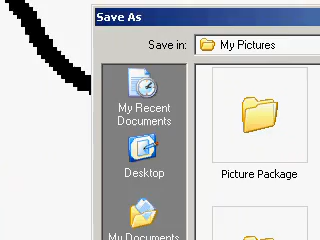 Save As
Save in: My Pictures
My Recent
Documents
Desktop
My Documents
Picture Package